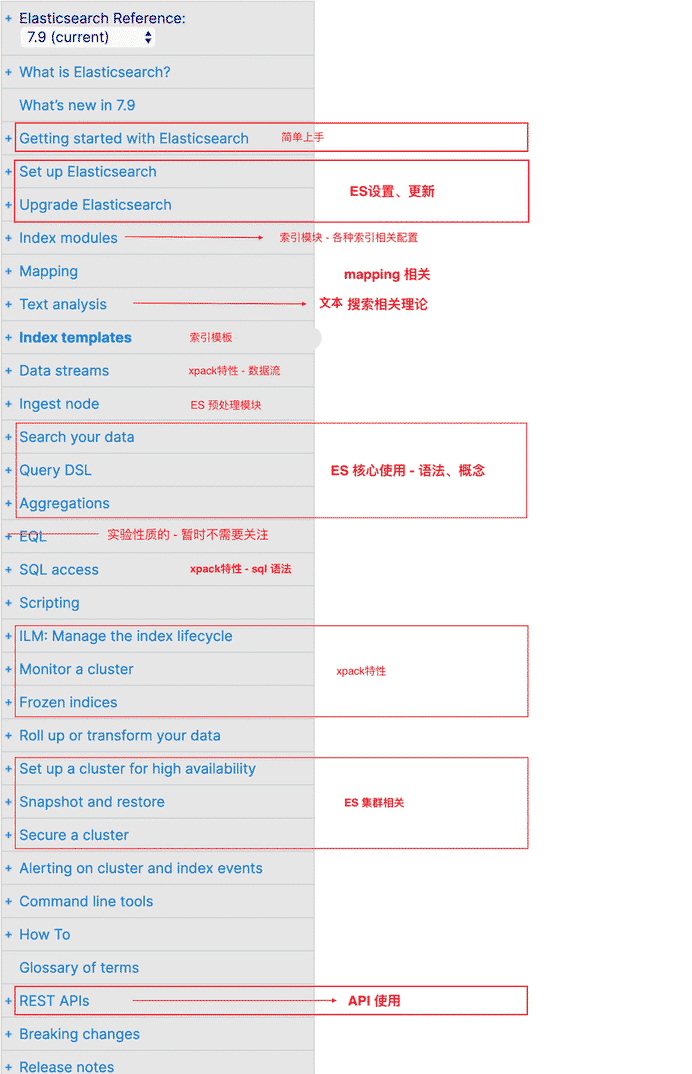 Elasticsearch Reference:
7.9 (current)
What is Elasticsearch?
What's new in 7.9
Getting started with Elasticsearch 简单上手
Set up Elasticsearch
ES设置、更新
Upgrade Elasticsearch
Index modules 索引模块 - 各种索引相关配置
Mapping mapping 相关
Text analysis 文本 搜索相关理论
Index templates 索引模板
Data streams xpack特性 - 数据流
Ingest node ES 预处理模块
Search your data
Query DSL ES 核心使用 - 语法、概念
Aggregations
EQL 实验性质的 - 暂时不需要关注
SQL access xpack特性 - sql 语法
Scripting
ILM: Manage the index lifecycle
Monitor a cluster xpack特性
Frozen indices
Roll up or transform your data
Set up a cluster for high availability
Snapshot and restore ES 集群相关
Secure a cluster
Alerting on cluster and index events
Command line tools
How To
Glossary of terms
REST APIs API 使用
Breaking changes
Release notes